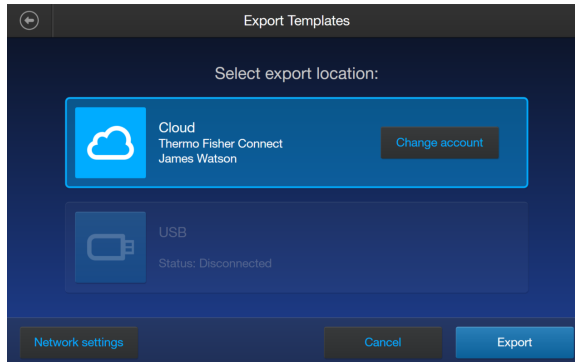 Export Templates
Select export location:
Cloud
Thermo Fisher Connect
James Watson
Change account
USB
Status: Disconnected
Network settings
Cancel
Export